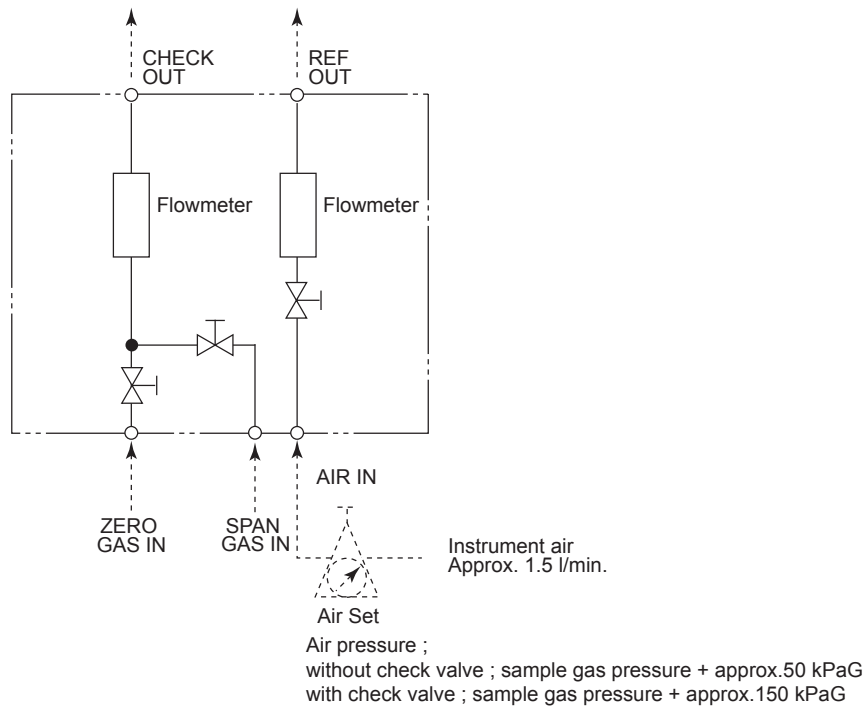 CHECK
OUT
REF
OUT
Flowmeter
Flowmeter
AIR IN
ZERO
GAS IN
SPAN
GAS IN
Instrument air
Approx. 1.5 l/min.
Air Set
Air pressure ;
without check valve ; sample gas pressure + approx.50 kPaG
with check valve ; sample gas pressure + approx.150 kPaG